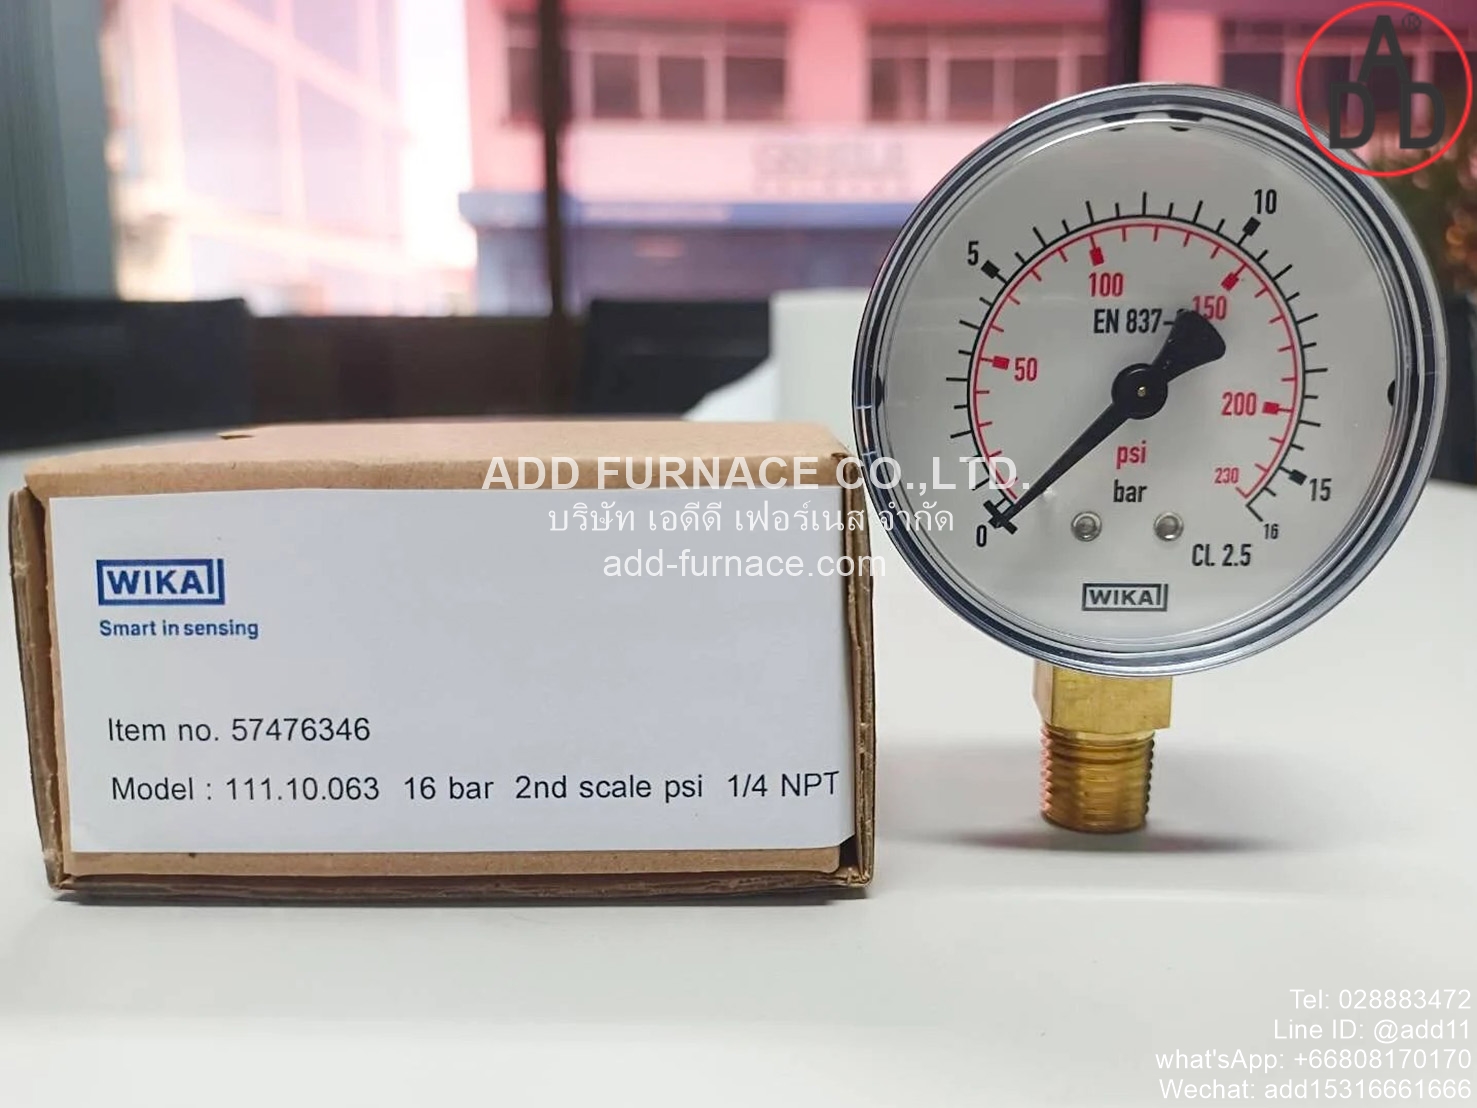 ADD®
5
10
100
150
EN 837-
50
200
psi
230
bar
15
0
16
CL 2.5
WIKA
ADD FURNACE CO.,LTD.
บริษัท เอดีดี เฟอร์เนส จำกัด
add-furnace.com
WIKA
Smart in sensing
Item no. 57476346
Model : 111.10.063 16 bar 2nd scale psi 1/4 NPT
Tel: 028883472
Line ID: @add11
what'sApp: +66808170170
Wechat: add15316661666